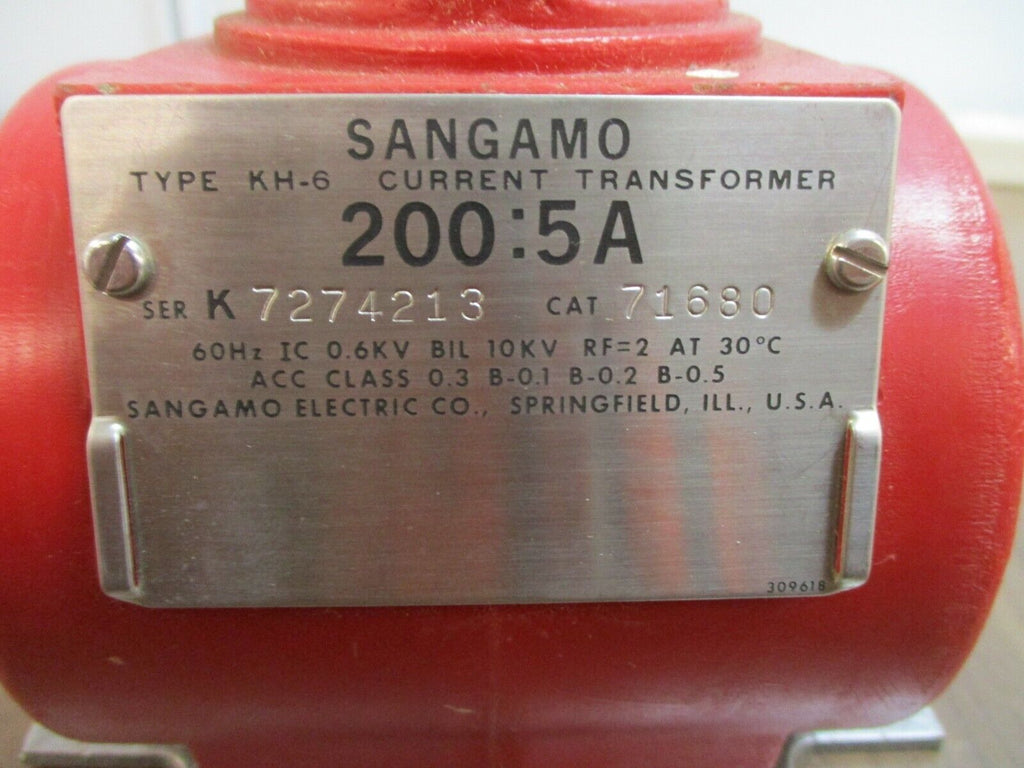 SANGAMO
TYPE KH-6 CURRENT TRANSFORMER
200:5A
SER K 7274213 CAT 71680
60Hz IC 0.6KV BIL 10KV RF=2 AT 30°C
ACC CLASS 0.3 B-0.1 B-0.2 B-0.5
SANGAMO ELECTRIC CO., SPRINGFIELD, ILL., U.S.A.
309618